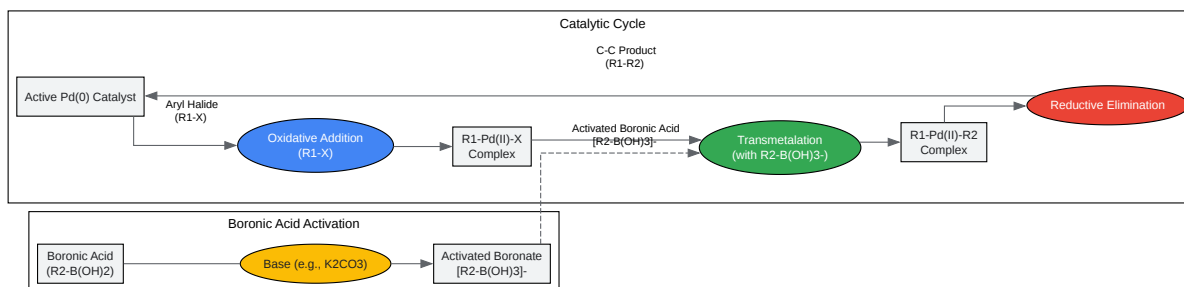 Catalytic Cycle
C-C Product
(R1-R2)
Active Pd(0) Catalyst
Aryl Halide
(R1-X)
Reductive Elimination
Oxidative Addition
(R1-X)
R1-Pd(II)-X
Complex
Activated Boronic Acid
[R2-B(OH)3]-
Transmetalation
(with R2-B(OH)3-)
R1-Pd(II)-R2
Complex
Boronic Acid Activation
Boronic Acid
(R2-B(OH)2)
Base (e.g., K2CO3)
Activated Boronate
[R2-B(OH)3]-